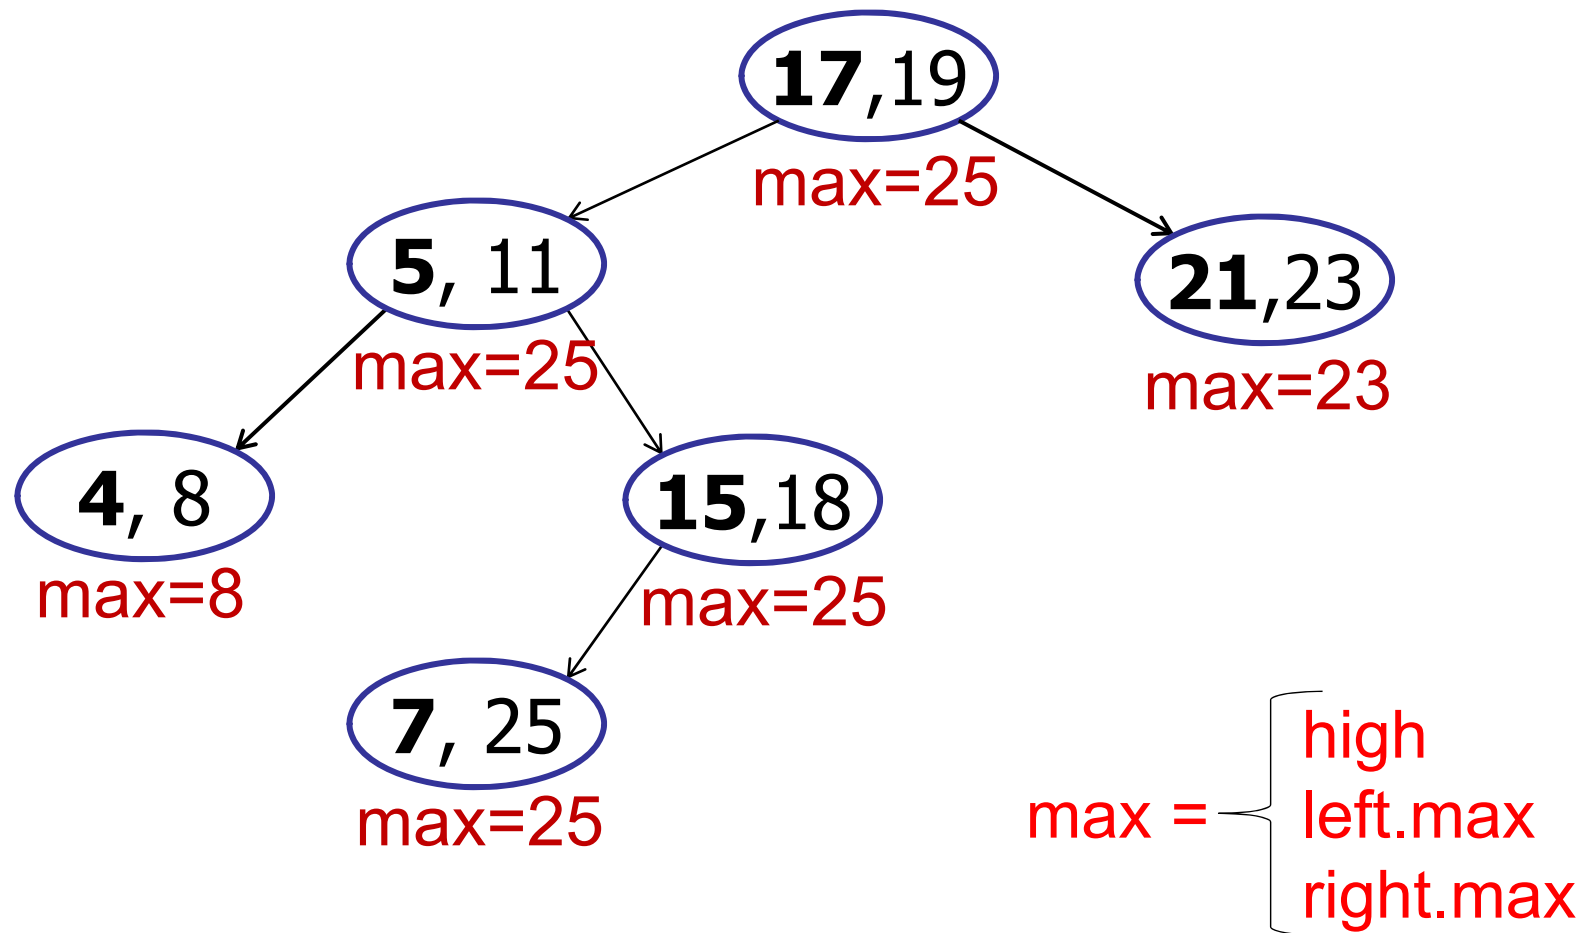 17,19
max=25
5, 11
max=25
21,23
max=23
4, 8
max=8
15,18
max=25
7, 25
max=25
max =
high
left.max
right.max